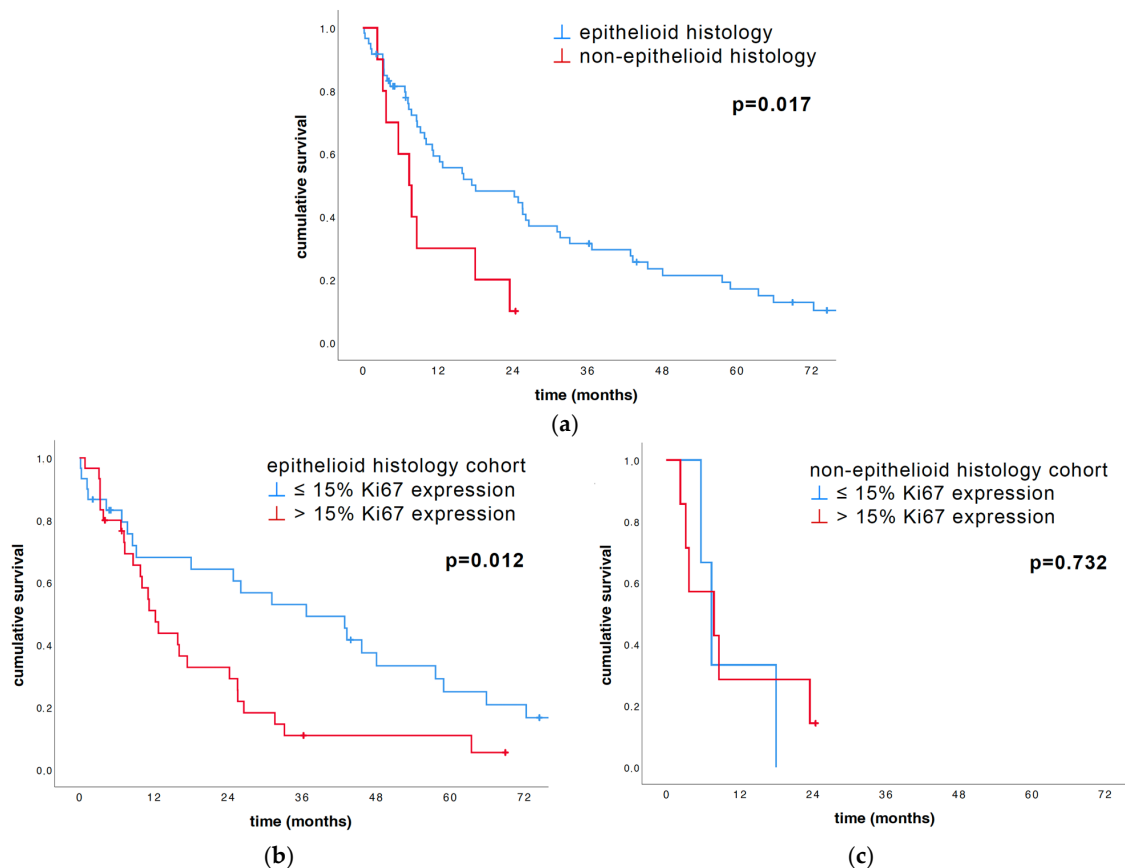 epithelioid histology
non-epithelioid histology
p=0.017
cumulative survival
1.0
0.8
0.6
0.4
0.2
0.0
0 12 24 36 48 60 72
time (months)
(a)
epithelioid histology cohort
≤ 15% Ki67 expression
> 15% Ki67 expression
p=0.012
cumulative survival
1.0
0.8
0.6
0.4
0.2
0.0
0 12 24 36 48 60 72
time (months)
(b)
non-epithelioid histology cohort
≤ 15% Ki67 expression
> 15% Ki67 expression
p=0.732
cumulative survival
1.0
0.8
0.6
0.4
0.2
0.0
0 12 24 36 48 60 72
time (months)
(c)